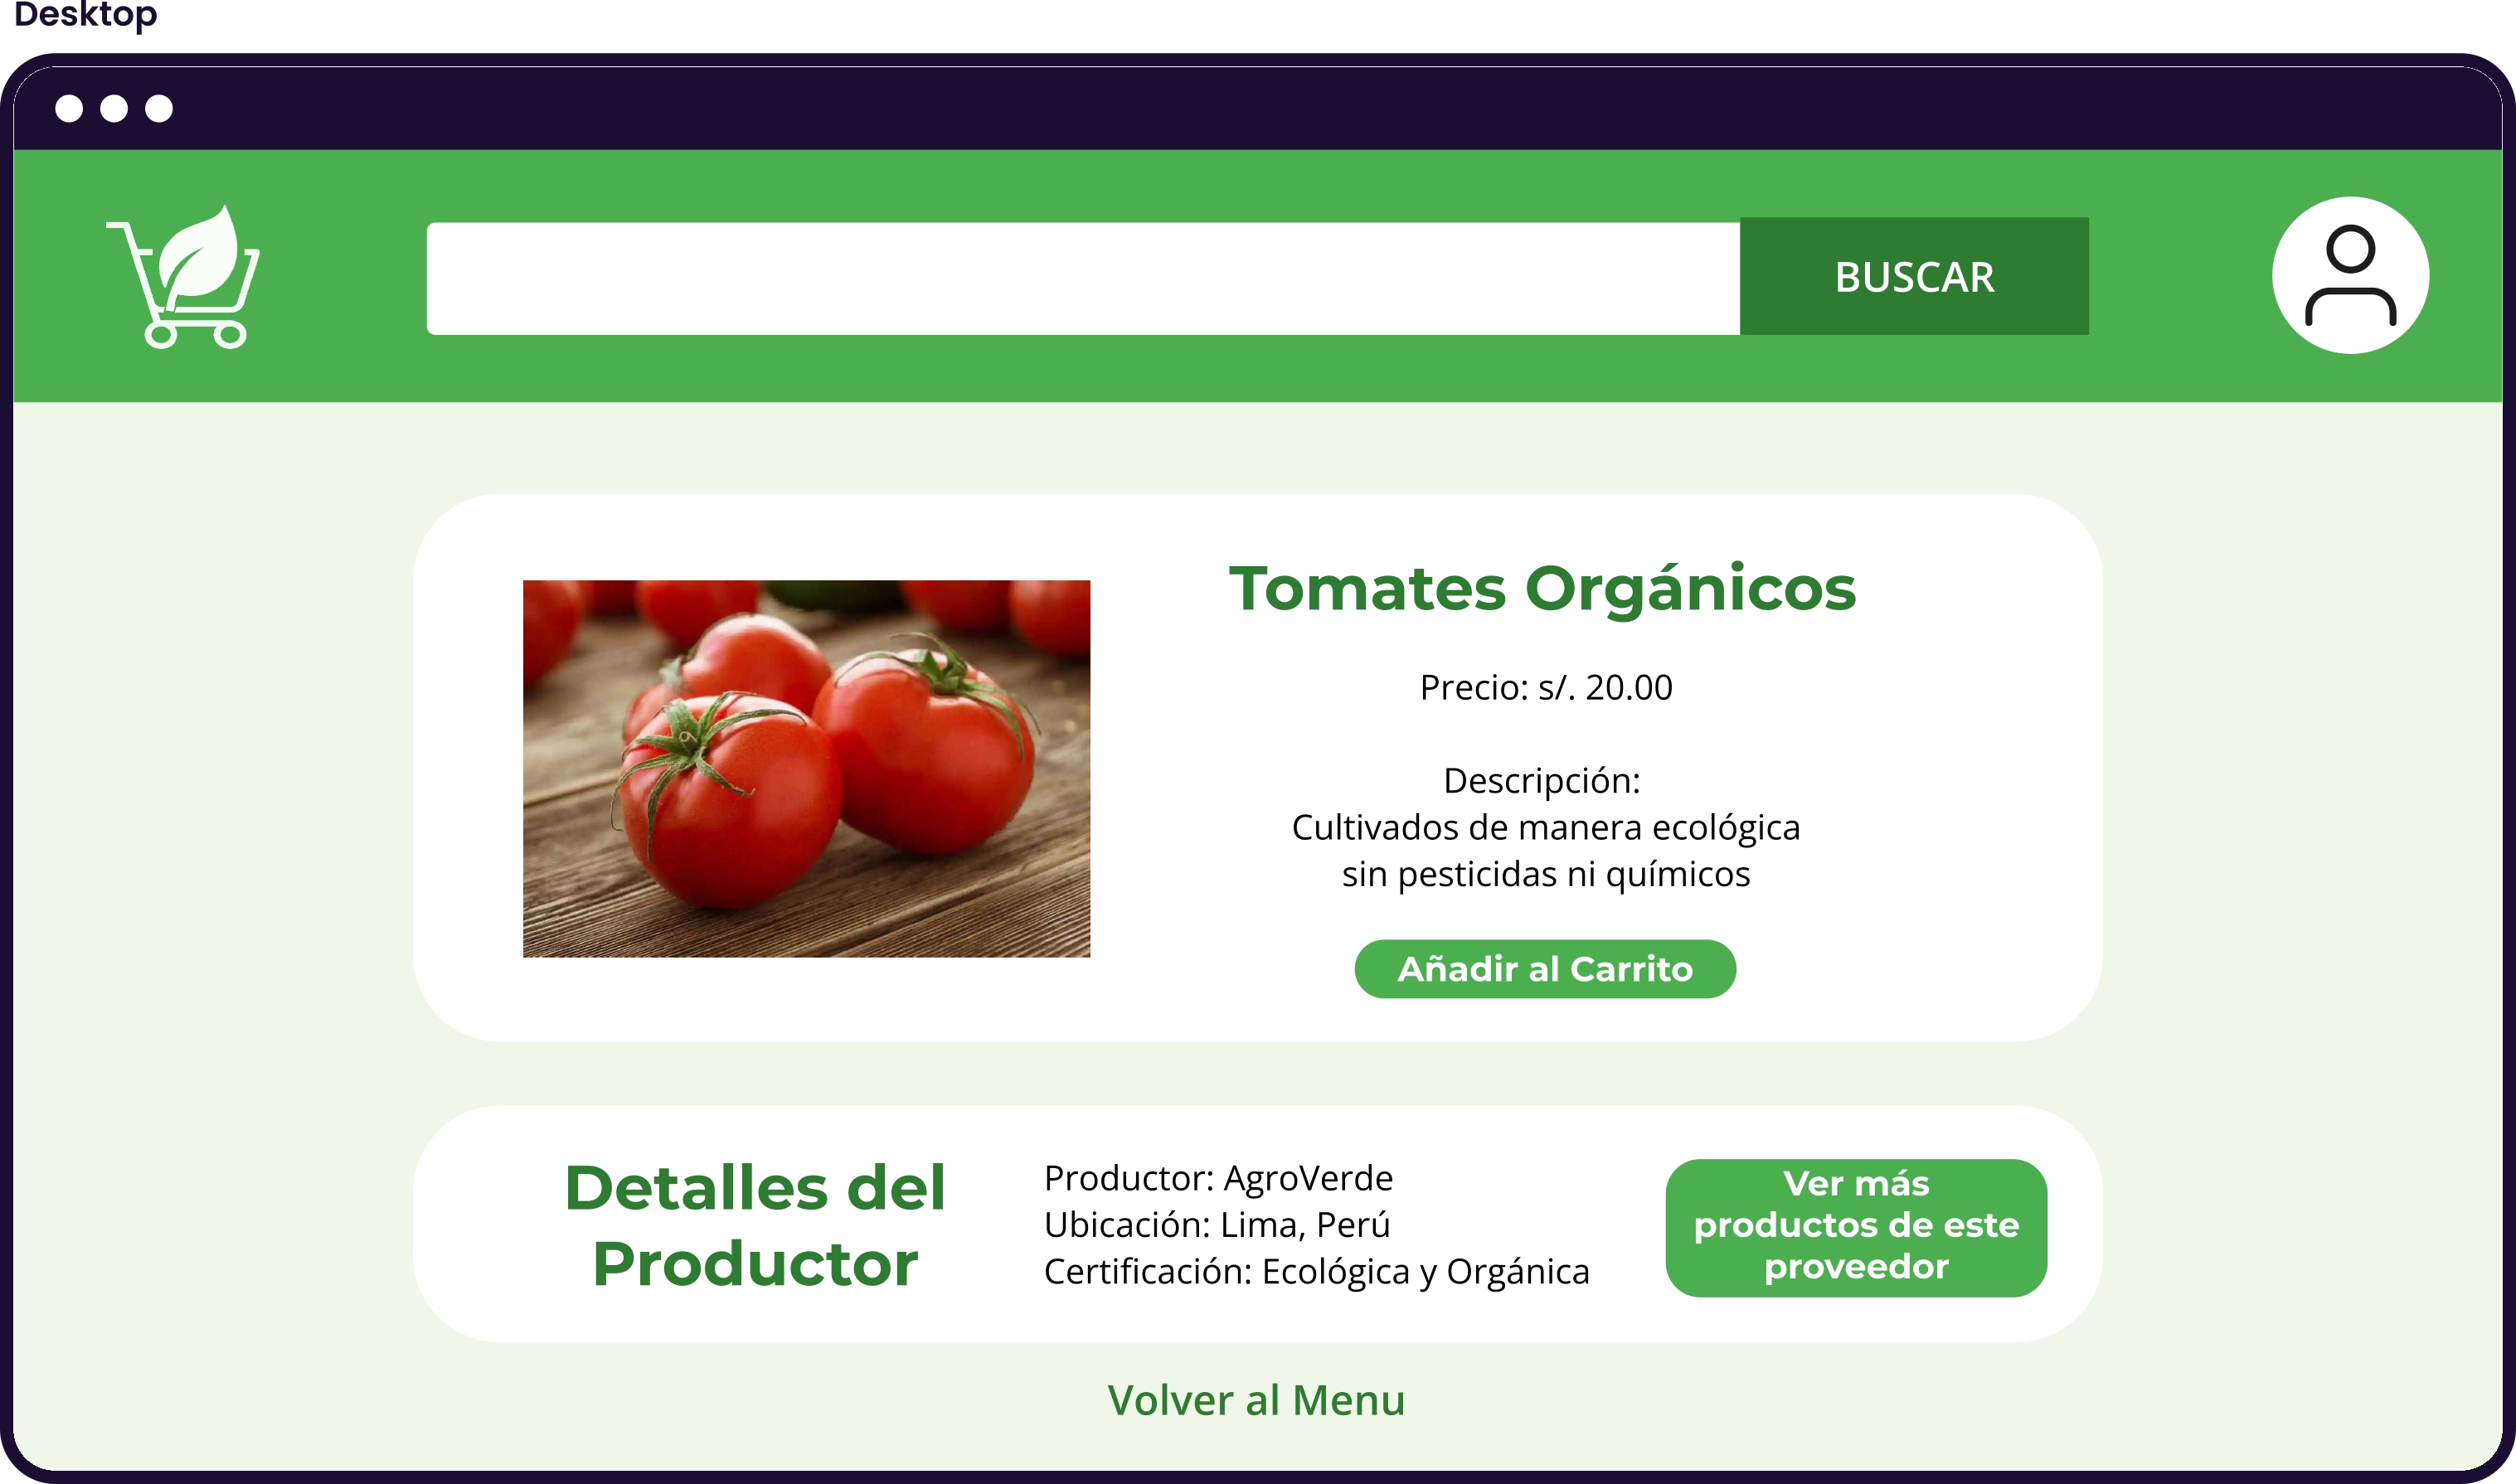 Desktop
BUSCAR
Tomates Orgánicos
Precio: s/. 20.00
Descripción:
Cultivados de manera ecológica
sin pesticidas ni químicos
Añadir al Carrito
Detalles del
Productor
Productor: AgroVerde
Ubicación: Lima, Perú
Certificación: Ecológica y Orgánica
Ver más
productos de este
proveedor
Volver al Menu